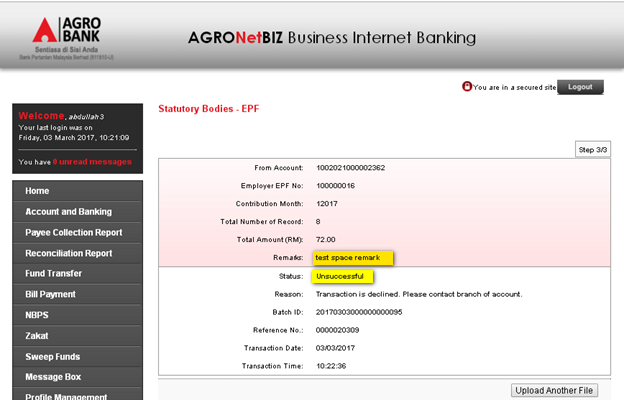 AGRO
BANK
Sentiasa di Sisi Anda
Bank Pertanian Malaysia Berhad (811810-U)
AGRONetBIZ Business Internet Banking
You are in a secured site
Logout
Welcome, abdullah3
Your last login was on
Friday, 03 March 2017, 10:21:09
You have 0 unread messages
Home
Account and Banking
Payee Collection Report
Reconciliation Report
Fund Transfer
Bill Payment
NBPS
Zakat
Sweep Funds
Message Box
Profile Management
Statutory Bodies - EPF
Step 3/3
From Account: 1002021000002362
Employer EPF No: 100000016
Contribution Month: 12017
Total Number of Record: 8
Total Amount (RM): 72.00
Remarks: test space remark
Status: Unsuccessful
Reason: Transaction is declined. Please contact branch of account.
Batch ID: 20170303000000000095
Reference No.: 0000020309
Transaction Date: 03/03/2017
Transaction Time: 10:22:36
Upload Another File